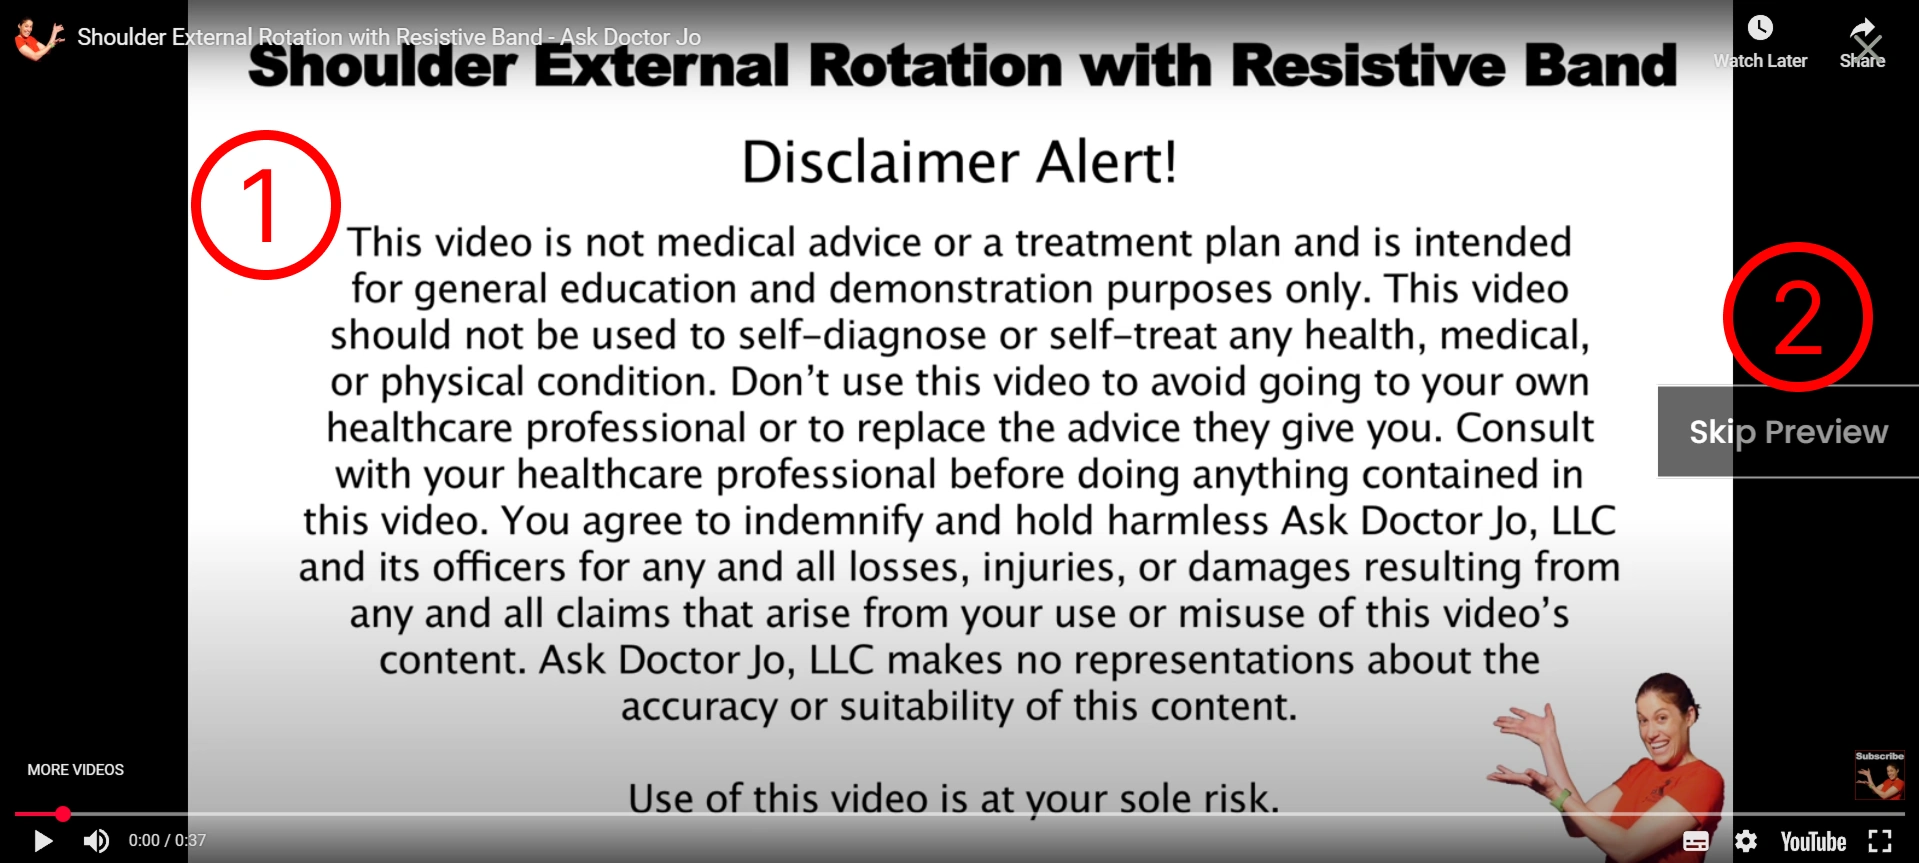 Shoulder External Rotation with Resistive Band - Ask Doctor Jo
Watch Later
Share
Shoulder External Rotation with Resistive Band
Disclaimer Alert!
1
This video is not medical advice or a treatment plan and is intended
for general education and demonstration purposes only. This video
should not be used to self-diagnose or self-treat any health, medical,
or physical condition. Don't use this video to avoid going to your own
healthcare professional or to replace the advice they give you. Consult
with your healthcare professional before doing anything contained in
this video. You agree to indemnify and hold harmless Ask Doctor Jo, LLC
and its officers for any and all losses, injuries, or damages resulting from
any and all claims that arise from your use or misuse of this video's
content. Ask Doctor Jo, LLC makes no representations about the
accuracy or suitability of this content.
2
Skip Preview
Use of this video is at your sole risk.
MORE VIDEOS
Subscribe
0:00 / 0:37
YouTube